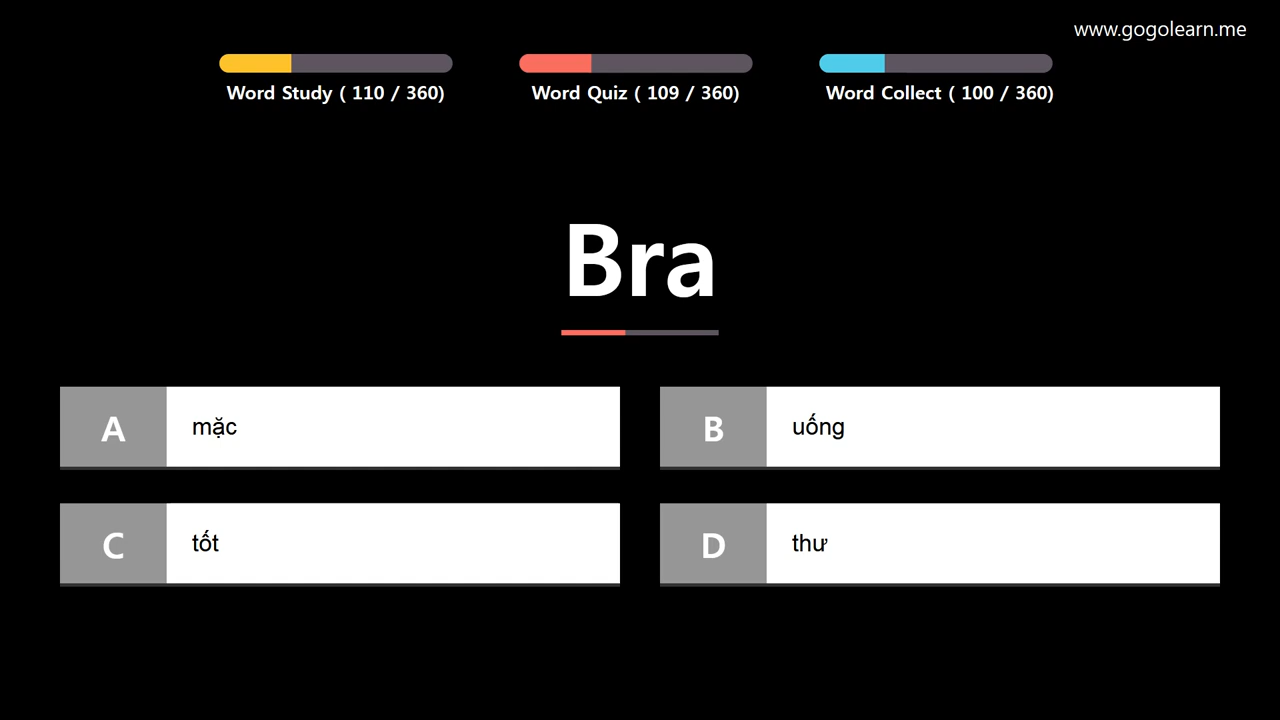 www.gogolearn.me
Word Study ( 110 / 360)
Word Quiz ( 109 / 360)
Word Collect ( 100 / 360)
Bra
A mặc
B uống
C tốt
D thư